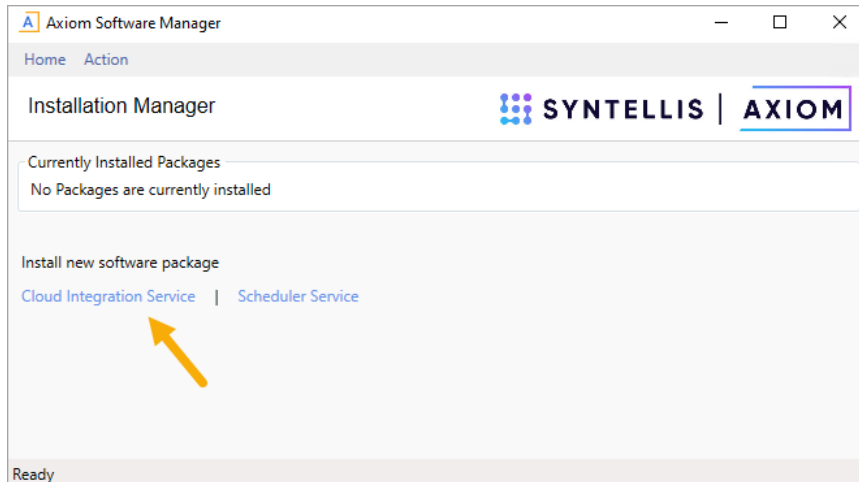 A Axiom Software Manager
Home Action
Installation Manager
SYNTELLIS | AXIOM
Currently Installed Packages
No Packages are currently installed
Install new software package
Cloud Integration Service | Scheduler Service
Ready